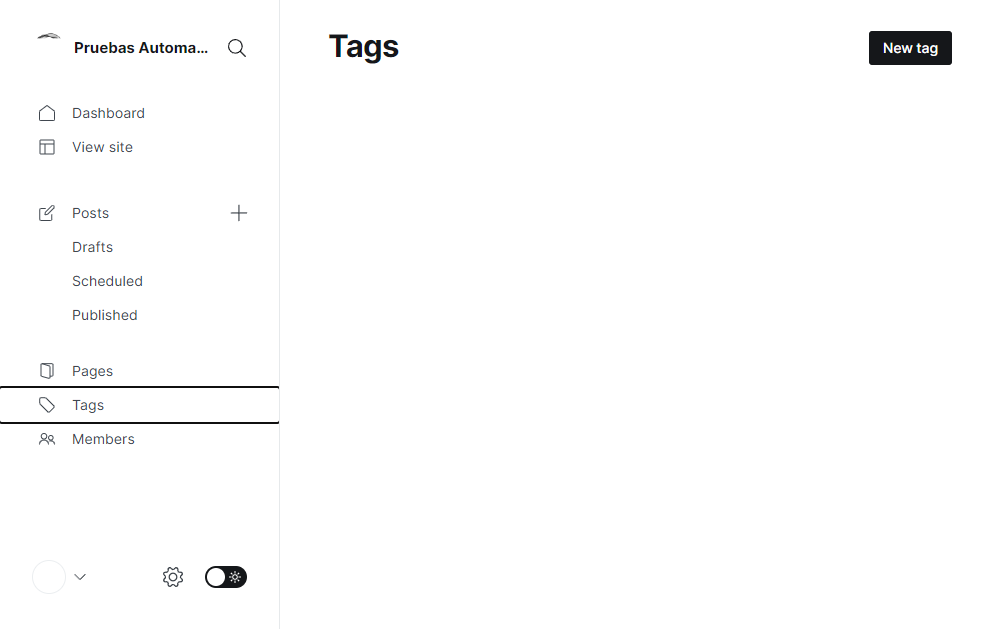 Pruebas Automa...
Tags
New tag
Dashboard
View site
Posts
Drafts
Scheduled
Published
Pages
Tags
Members